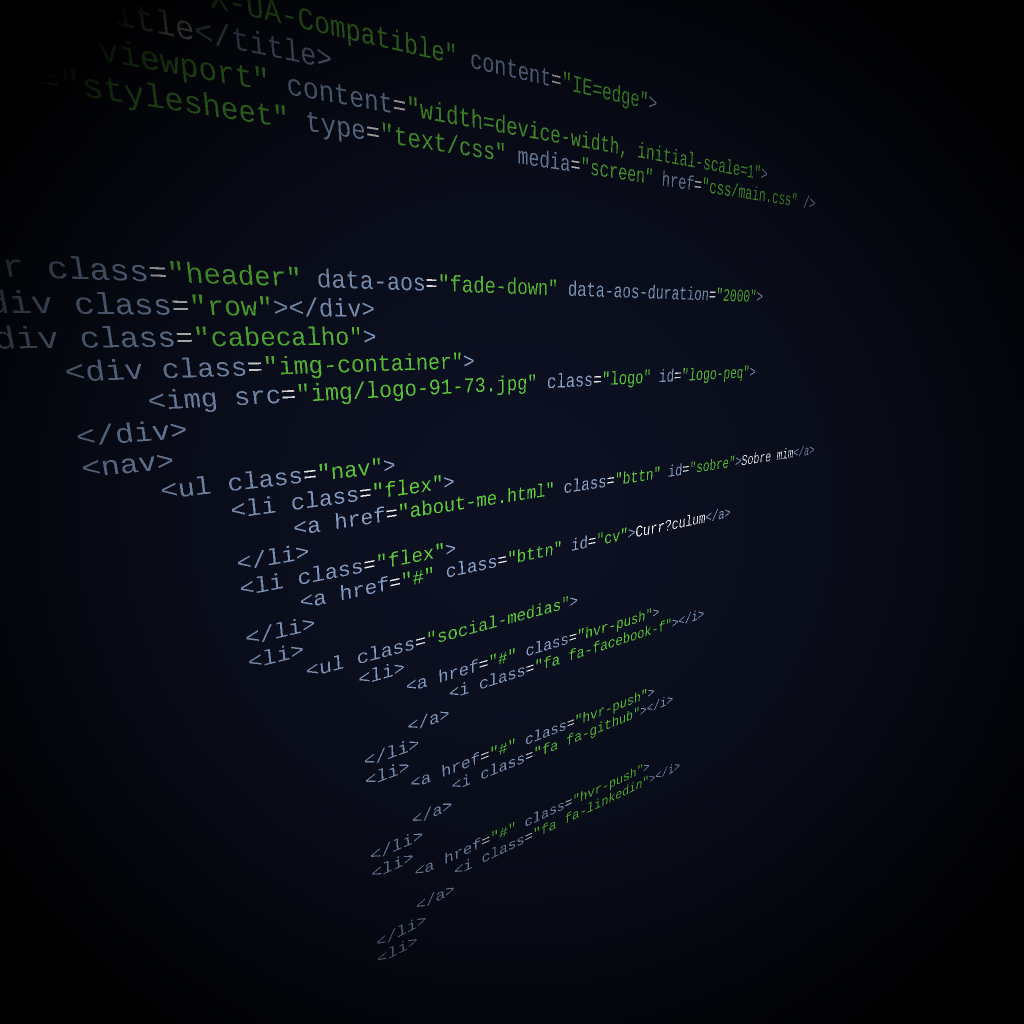 X-UA-Compatible" content="IE=edge">
itle</title>
viewport" content="width=device-width, initial-scale=1">
="stylesheet" type="text/css" media="screen" href="css/main.css" />
r class="header" data-aos="fade-down" data-aos-duration="2000">
div class="row"></div>
div class="cabecalho">
<div class="img-container">
<img src="img/logo-91-73.jpg" class="logo" id="logo-peq">
</div>
<nav>
<ul class="nav">
<li class="flex">
<a href="about-me.html" class="bttn" id="sobre">Sobre mim</a>
</li>
<li class="flex">
<a href="#" class="bttn" id="cv">Curr?culum</a>
</li>
<li>
<ul class="social-medias">
<li>
<a href="#" class="hvr-push">
<i class="fa fa-facebook-f"></i>
</a>
</li>
<li>
<a href="#" class="hvr-push">
<i class="fa fa-github"></i>
</a>
</li>
<li>
<a href="#" class="hvr-push">
<i class="fa fa-linkedin"></i>
</a>
</li>
<li>